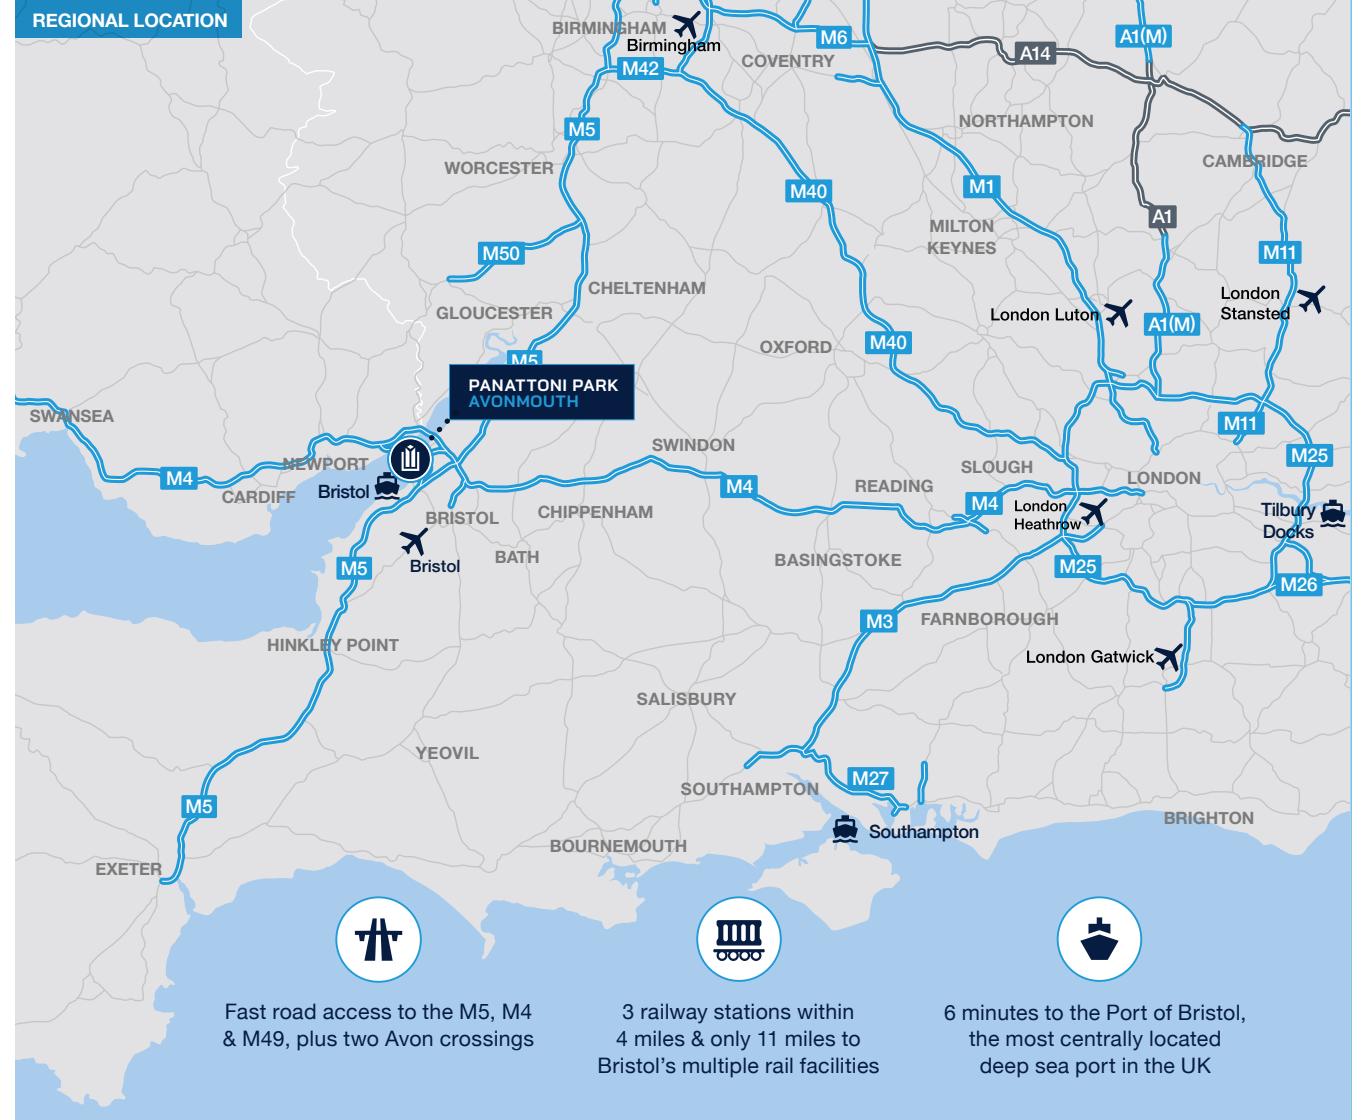 REGIONAL LOCATION
BIRMINGHAM
Birmingham
M6
A1(M)
A14
COVENTRY
M42
NORTHAMPTON
M5
WORCESTER
CAMBRIDGE
M40
M1
A1
MILTON
KEYNES
M50
M11
CHELTENHAM
London
Stansted
GLOUCESTER
London Luton
A1(M)
OXFORD
M40
M5
PANATTONI PARK
AVONMOUTH
SWANSEA
M11
SWINDON
M25
NEWPORT
SLOUGH
M4
LONDON
READING
M4
Bristol
CARDIFF
M4
London
Heathrow
CHIPPENHAM
Tilbury
Docks
BRISTOL
BATH
BASINGSTOKE
Bristol
M5
M25
M26
M3
FARNBOROUGH
HINKLEY POINT
London Gatwick
SALISBURY
YEOVIL
M27
SOUTHAMPTON
M5
BRIGHTON
Southampton
BOURNEMOUTH
EXETER
Fast road access to the M5, M4
& M49, plus two Avon crossings
3 railway stations within
4 miles & only 11 miles to
Bristol's multiple rail facilities
6 minutes to the Port of Bristol,
the most centrally located
deep sea port in the UK